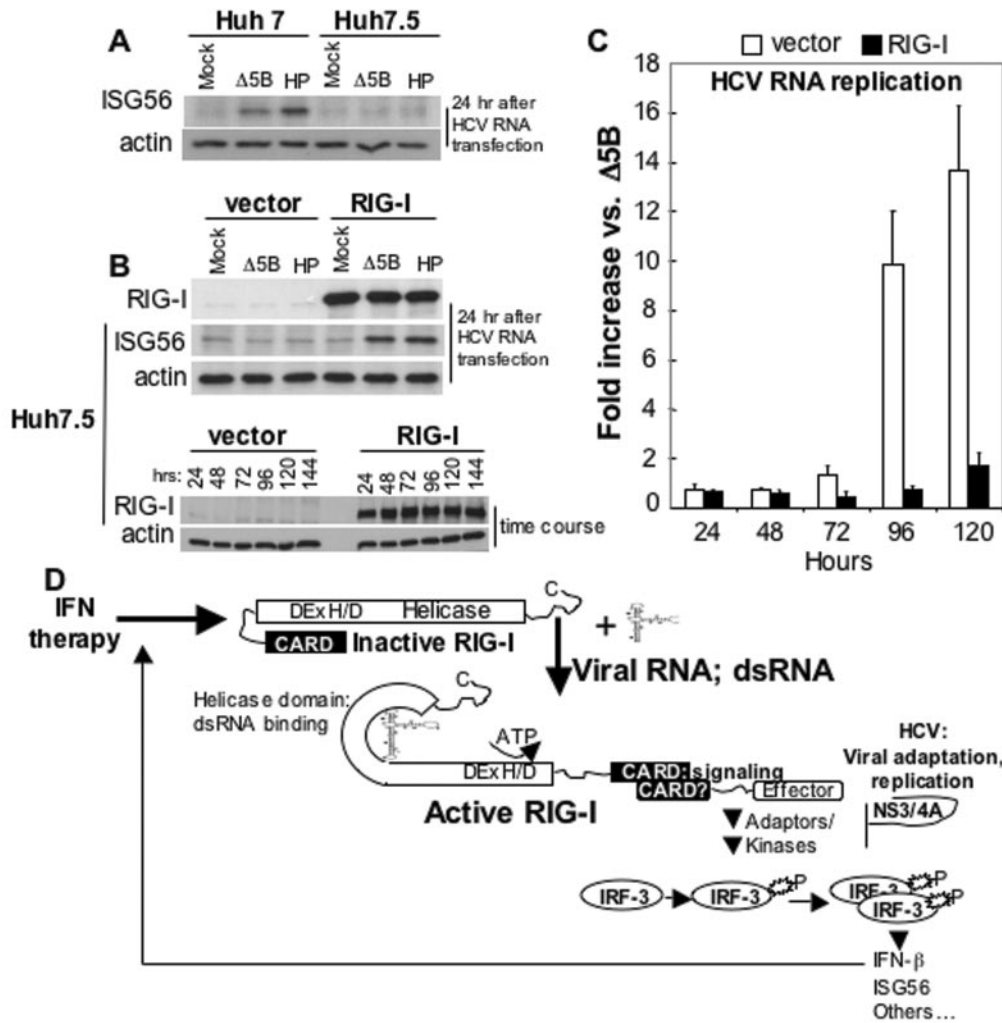 A
Huh 7 Huh7.5
Mock Δ5B HP Mock Δ5B HP
ISG56
actin
24 hr after
HCV RNA
transfection
B
vector RIG-I
Mock Δ5B HP Mock Δ5B HP
RIG-I
ISG56
actin
24 hr after
HCV RNA
transfection
Huh7.5
vector RIG-I
hrs: 24 48 72 96 120 144 24 48 72 96 120 144
RIG-I
actin
time course
C
vector RIG-I
HCV RNA replication
Fold increase vs. Δ5B
18
16
14
12
10
8
6
4
2
0
24 48 72 96 120
Hours
D
IFN
therapy
DExH/D Helicase
C
CARD Inactive RIG-I
+
Viral RNA; dsRNA
Helicase domain:
dsRNA binding
C
ATP
DExH/D
CARD: signaling
CARD?
Effector
Active RIG-I
HCV:
Viral adaptation,
replication
NS3/4A
Adaptors/
Kinases
IRF-3 IRF-3 P IRF-3 P
IRF-3 P
IFN-β
ISG56
Others...